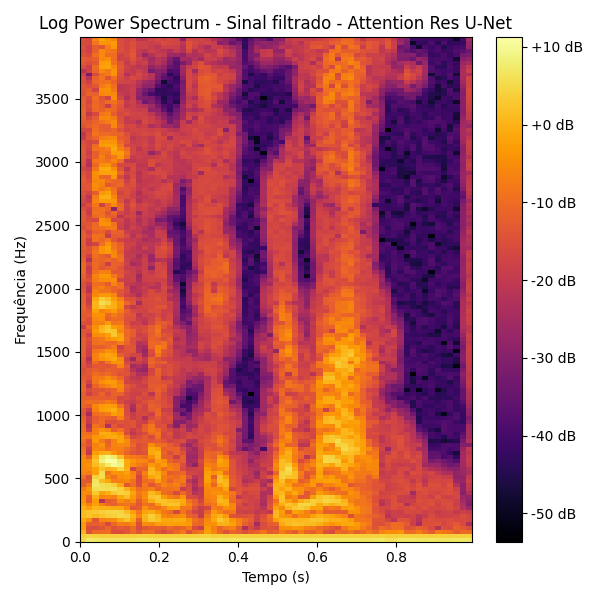 Log Power Spectrum - Sinal filtrado - Attention Res U-Net
Frequência (Hz)
3500
3000
2500
2000
1500
1000
500
0
0.0
0.2
0.4
0.6
0.8
Tempo (s)
+10 dB
+0 dB
-10 dB
-20 dB
-30 dB
-40 dB
-50 dB